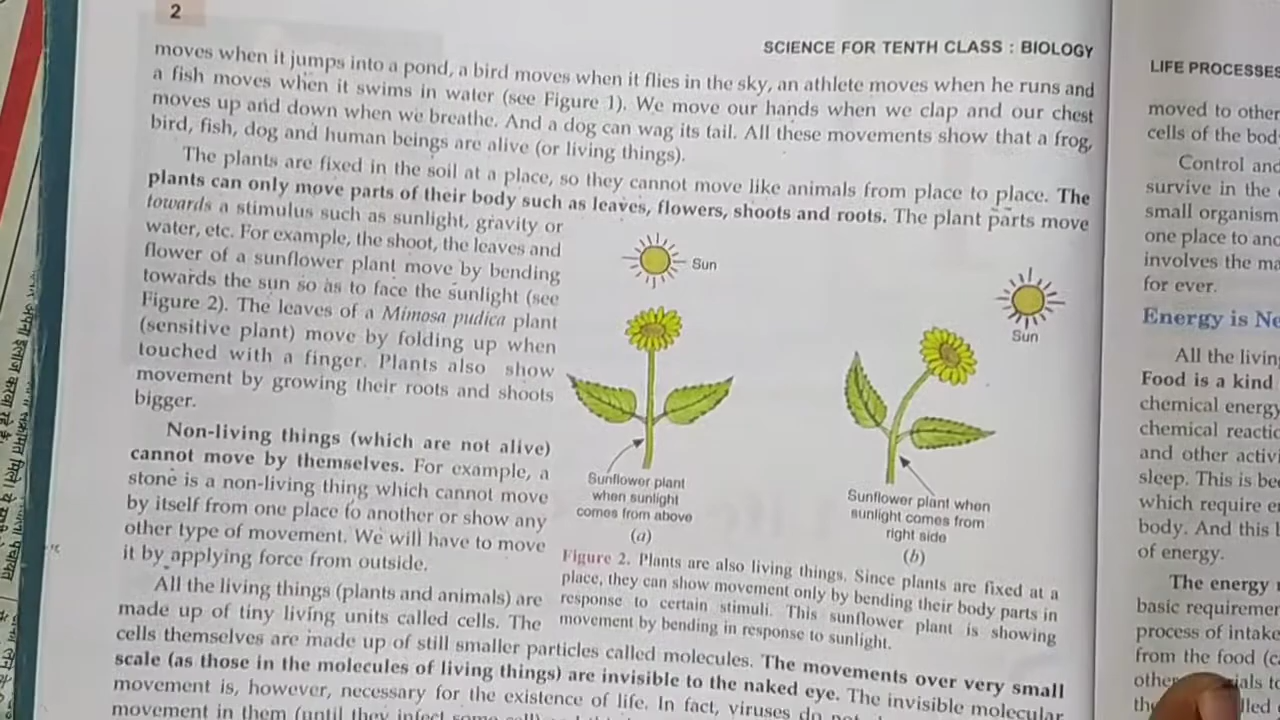 2
SCIENCE FOR TENTH CLASS : BIOLOGY
moves when it jumps into a pond, a bird moves when it flies in the sky, an athlete moves when he runs and
a fish moves when it swims in water (see Figure 1). We move our hands when we clap and our chest
moves up and down when we breathe. And a dog can wag its tail. All these movements show that a frog,
bird, fish, dog and human beings are alive (or living things).
The plants are fixed in the soil at a place, so they cannot move like animals from place to place. The
plants can only move parts of their body such as leaves, flowers, shoots and roots. The plant parts move
towards a stimulus such as sunlight, gravity or
water, etc. For example, the shoot, the leaves and
flower of a sunflower plant move by bending
towards the sun so as to face the sunlight (see
Figure 2). The leaves of a Mimosa pudica plant
(sensitive plant) move by folding up when
touched with a finger. Plants also show
movement by growing their roots and shoots
bigger.
Non-living things (which are not alive)
cannot move by themselves. For example, a
stone is a non-living thing which cannot move
by itself from one place to another or show any
other type of movement. We will have to move
it by applying force from outside.
Sun
Sunflower plant
when sunlight
comes from above
(a)
Sun
Sunflower plant when
sunlight comes from
right side
(b)
Figure 2. Plants are also living things. Since plants are fixed at a
place, they can show movement only by bending their body parts in
response to certain stimuli. This sunflower plant is showing
movement by bending in response to sunlight.
All the living things (plants and animals) are
made up of tiny living units called cells. The
cells themselves are made up of still smaller particles called molecules. The movements over very small
scale (as those in the molecules of living things) are invisible to the naked eye. The invisible molecular
movement is, however, necessary for the existence of life. In fact, viruses do not
movement in them (until they infect some cell)
LIFE PROCESSES
moved to other
cells of the bod
Control and
survive in the
small organism
one place to and
involves the ma
for ever.
Energy is Ne
All the living
Food is a kind
chemical energy
chemical reactio
and other activi
sleep. This is bec
which require en
body. And this
of energy.
The energy
basic requiremen
process of intake
from the food (c